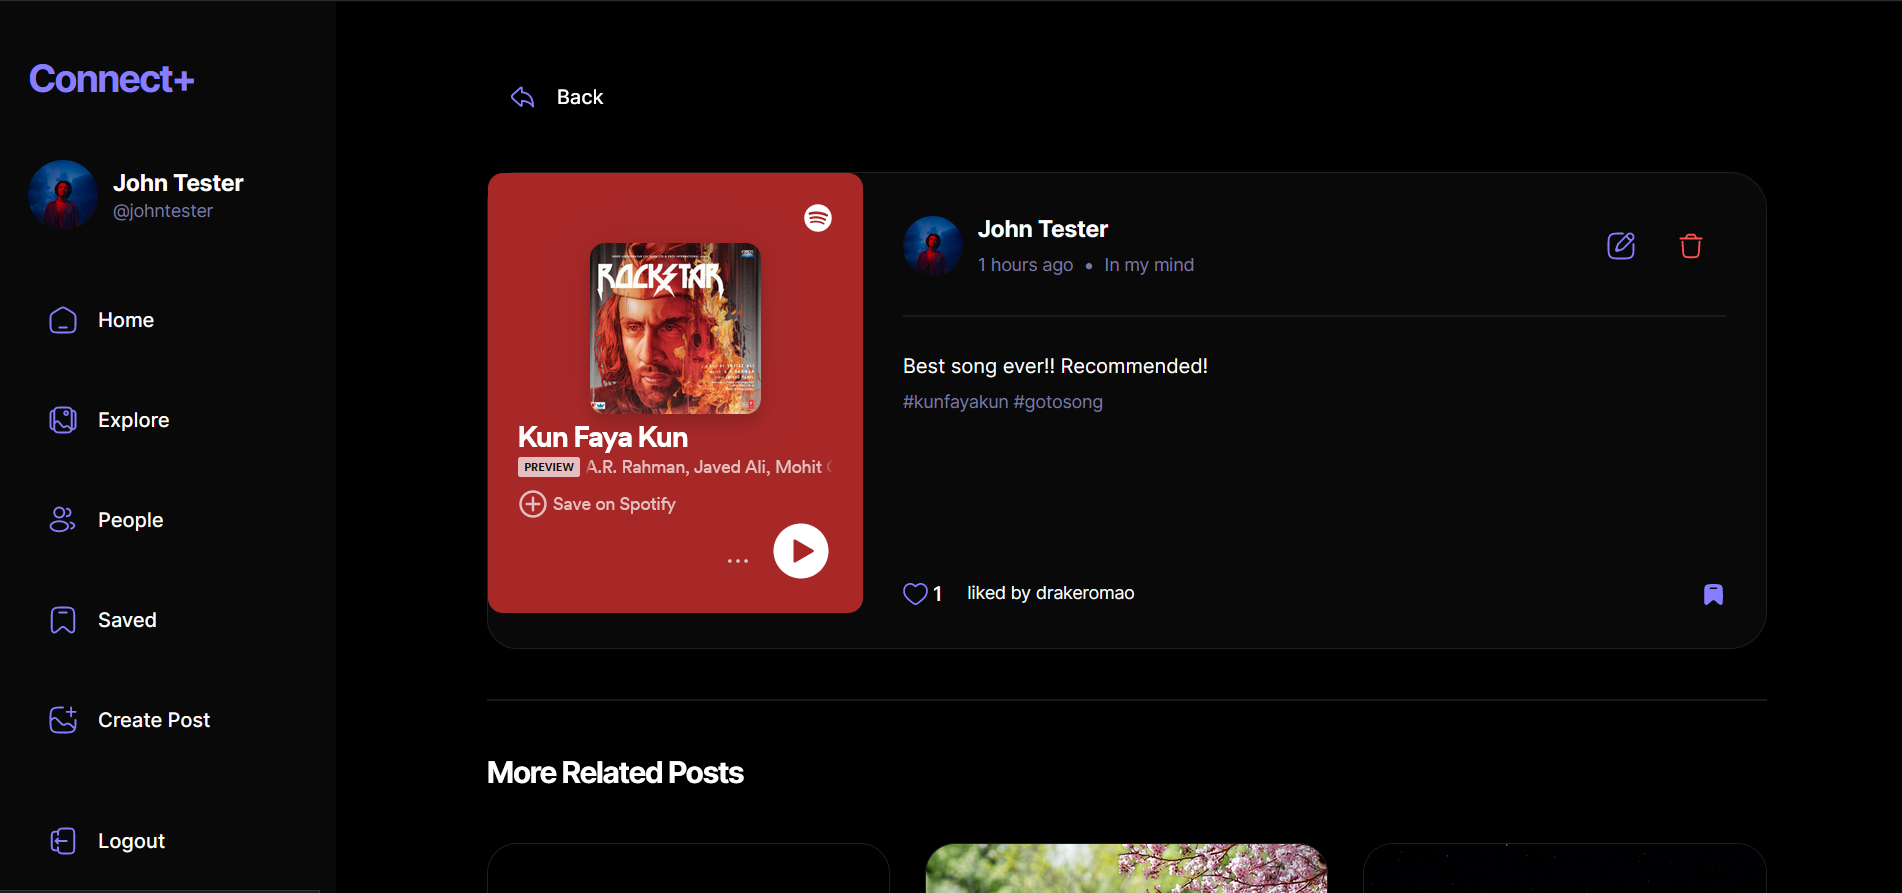 Connect+
John Tester
@johntester
Home
Explore
People
Saved
Create Post
Logout
Back
ROCKSTAR
Kun Faya Kun
PREVIEW A.R. Rahman, Javed Ali, Mohit
Save on Spotify
John Tester
1 hours ago • In my mind
Best song ever!! Recommended!
#kunfayakun #gotosong
1 liked by drakeromao
More Related Posts